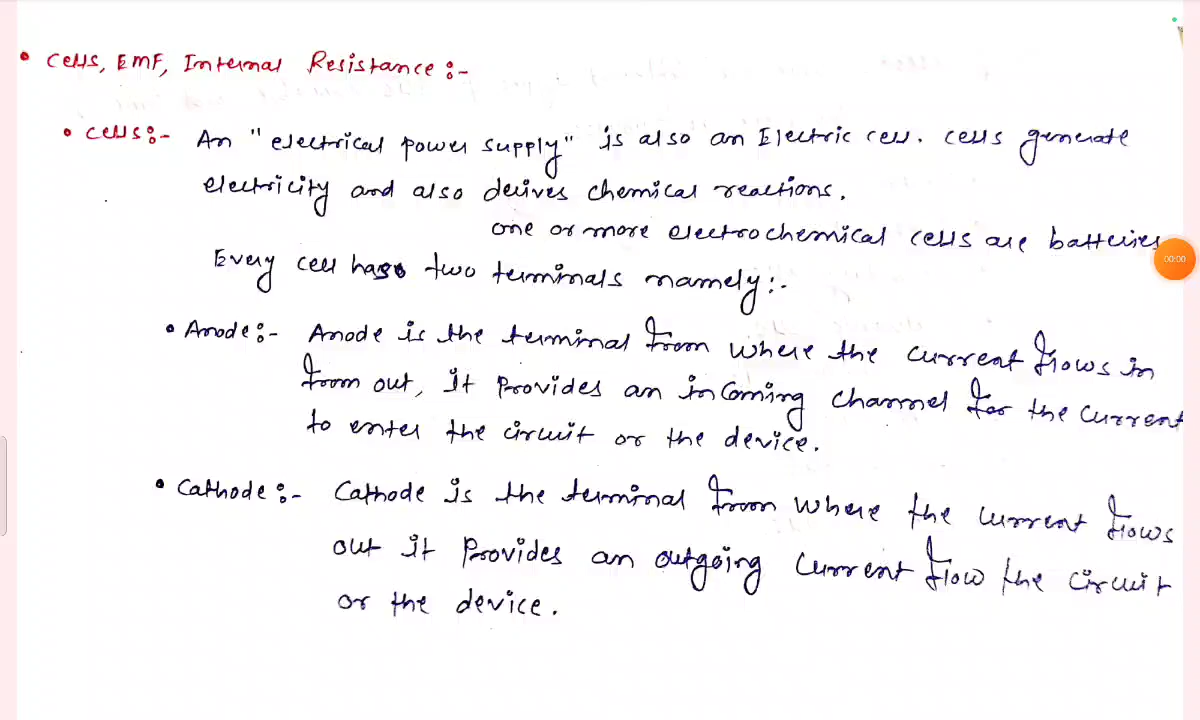 • Cells, EMF, Internal Resistance :-
• Cells :- An "electrical power supply" is also an Electric cell. cells generate
electricity and also derives chemical reactions.
one or more electrochemical cells are batteries
Every cell has two terminals namely :-
• Anode :- Anode is the terminal from where the current flows in
from out, it provides an incoming channel for the current
to enter the circuit or the device.
• Cathode :- Cathode is the terminal from where the current flows
out it provides an outgoing current flow the circuit
or the device.
00:00